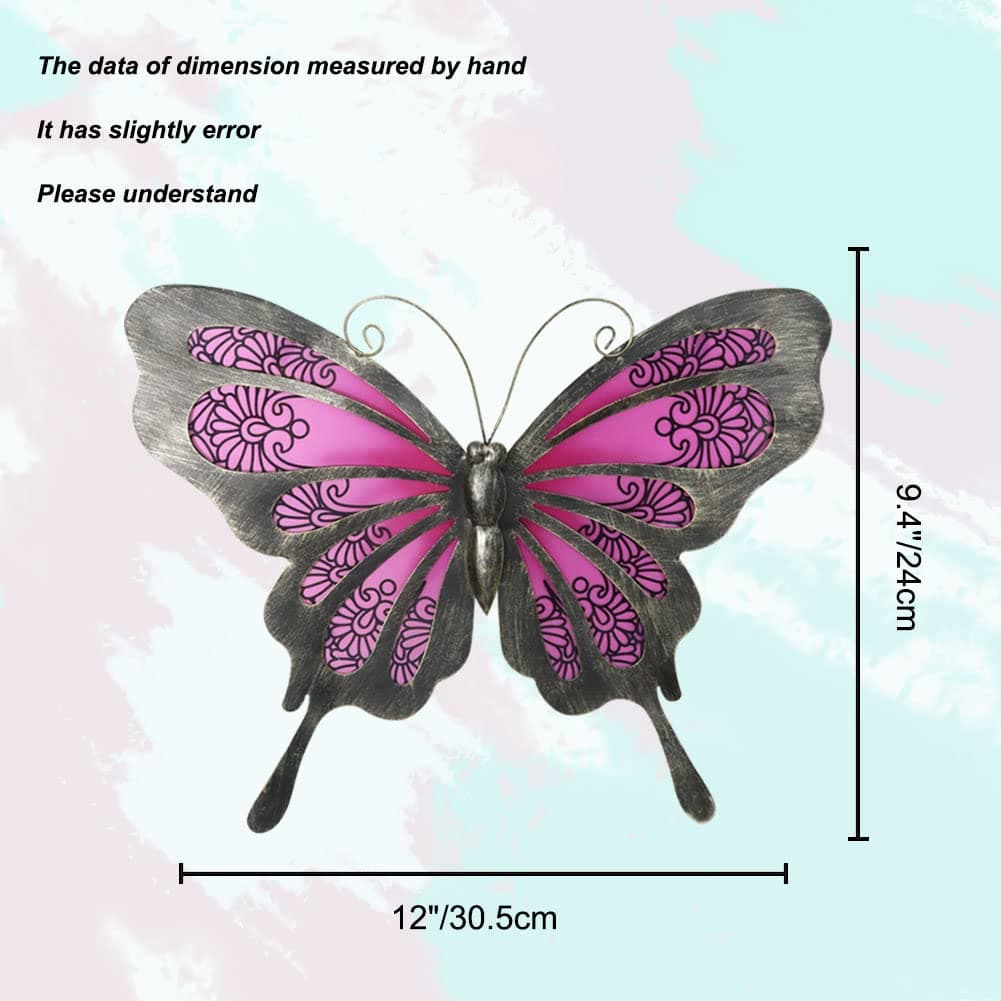 The data of dimension measured by hand
It has slightly error
Please understand
9.4"/24cm
12"/30.5cm